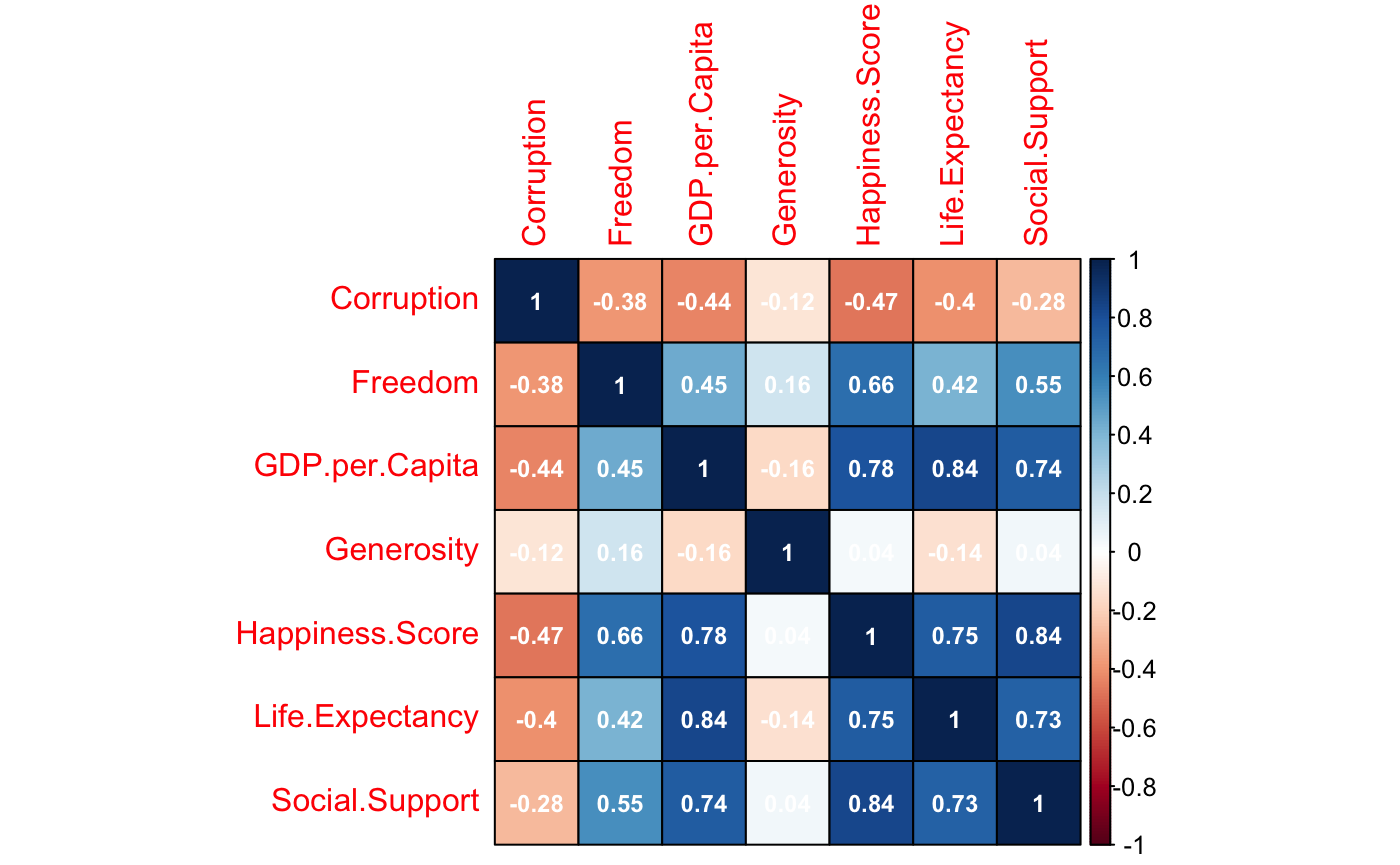 Corruption
Freedom
GDP.per.Capita
Generosity
Happiness.Score
Life.Expectancy
Social.Support
Corruption 1 -0.38 -0.44 -0.12 -0.47 -0.4 -0.28
Freedom -0.38 1 0.45 0.16 0.66 0.42 0.55
GDP.per.Capita -0.44 0.45 1 -0.16 0.78 0.84 0.74
Generosity -0.12 0.16 -0.16 1 0.04 -0.14 0.04
Happiness.Score -0.47 0.66 0.78 0.04 1 0.75 0.84
Life.Expectancy -0.4 0.42 0.84 -0.14 0.75 1 0.73
Social.Support -0.28 0.55 0.74 0.04 0.84 0.73 1
1
0.8
0.6
0.4
0.2
0
-0.2
-0.4
-0.6
-0.8
-1